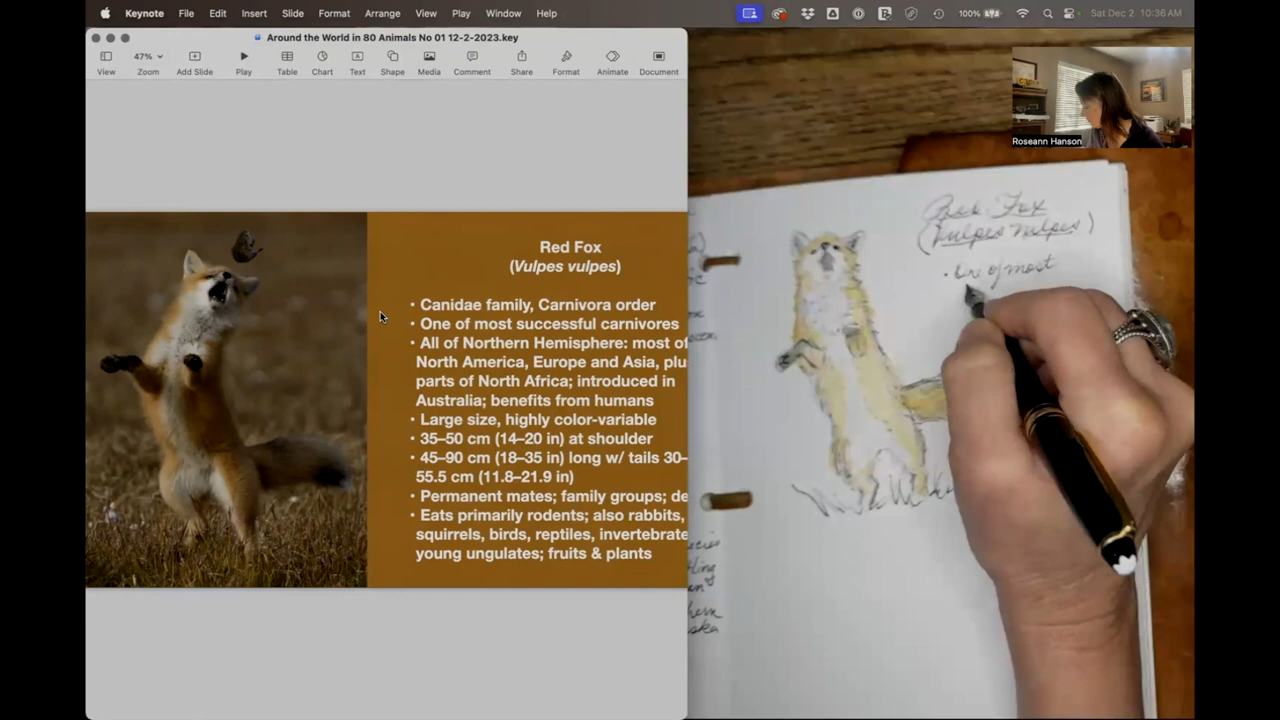 Keynote File Edit Insert Slide Format Arrange View Play Window Help 100% Sat Dec 2 10:36 AM
Around the World in 80 Animals No 01 12-2-2023.key
47%
View Zoom Add Slide Play Table Chart Text Shape Media Comment Share Format Animate Document
Roseann Hanson
Red Fox
(Vulpes vulpes)
• Canidae family, Carnivora order
• One of most successful carnivores
• All of Northern Hemisphere: most of
North America, Europe and Asia, plu
parts of North Africa; introduced in
Australia; benefits from humans
• Large size, highly color-variable
• 35–50 cm (14–20 in) at shoulder
• 45–90 cm (18–35 in) long w/ tails 30–
55.5 cm (11.8–21.9 in)
• Permanent mates; family groups; de
• Eats primarily rodents; also rabbits,
squirrels, birds, reptiles, invertebrate
young ungulates; fruits & plants
Red Fox
(Vulpes vulpes)
• One of most